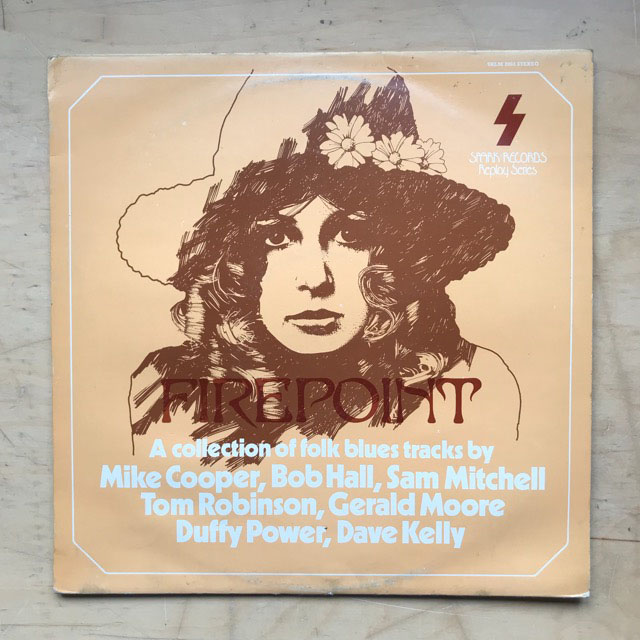 SPARK RECORDS
Replay Series
FIREPOINT
A collection of folk blues tracks by
Mike Cooper, Bob Hall, Sam Mitchell
Tom Robinson, Gerald Moore
Duffy Power, Dave Kelly